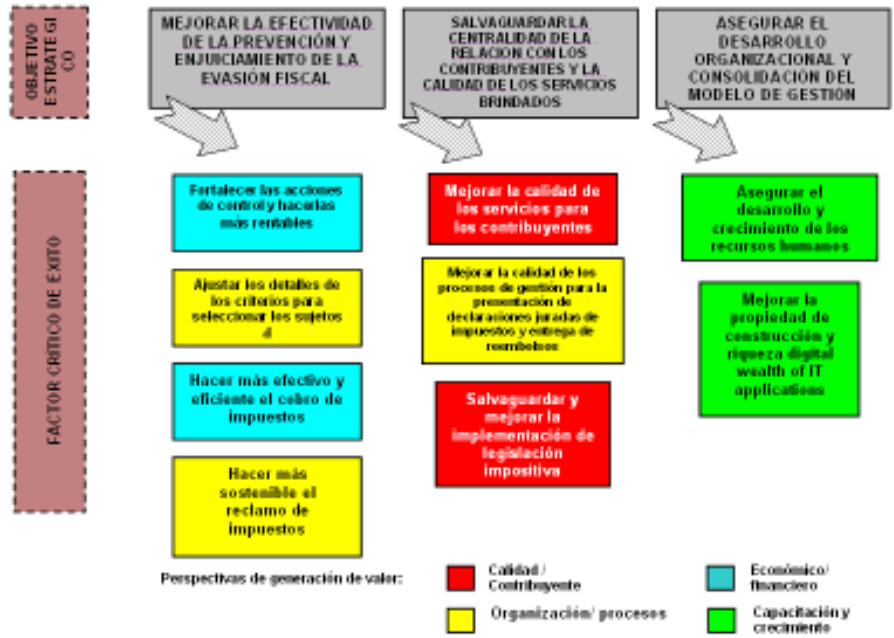 OBJETIVO
ESTRATEGI
CO
MEJORAR LA EFECTIVIDAD
DE LA PREVENCIÓN Y
ENJUICIAMIENTO DE LA
EVASIÓN FISCAL
SALVAGUARDAR LA
CENTRALIDAD DE LA
RELACION CON LOS
CONTRIBUYENTES Y LA
CALIDAD DE LOS SERVICIOS
BRINDADOS
ASEGURAR EL
DESARROLLO
ORGANIZACIONAL Y
CONSOLIDACION DEL
MODELO DE GESTIÓN
FACTOR CRITICO DE EXITO
Fortalecer las acciones
de control y hacerlas
más rentables
Ajustar los detalles de
los criterios para
seleccionar los sujetos
d
Hacer más efectivo y
eficiente el cobro de
impuestos
Hacer más
sostenible el
reclamo de
impuestos
Mejorar la calidad de
los servicios para
los contribuyentes
Mejorar la calidad de los
procesos de gestión para la
presentación de
declaraciones juradas de
impuestos y entrega de
reembolsos
Salvaguardar y
mejorar la
implementación de
legislación
impositiva
Asegurar el
desarrollo y
crecimiento de los
recursos humanos
Mejorar la
propiedad de
construcción y
riqueza digital
wealth of IT
applications
Perspectivas de generación de valor:
Calidad /
Contribuyente
Económico/
financiero
Organización/ procesos
Capacitación y
crecimiento